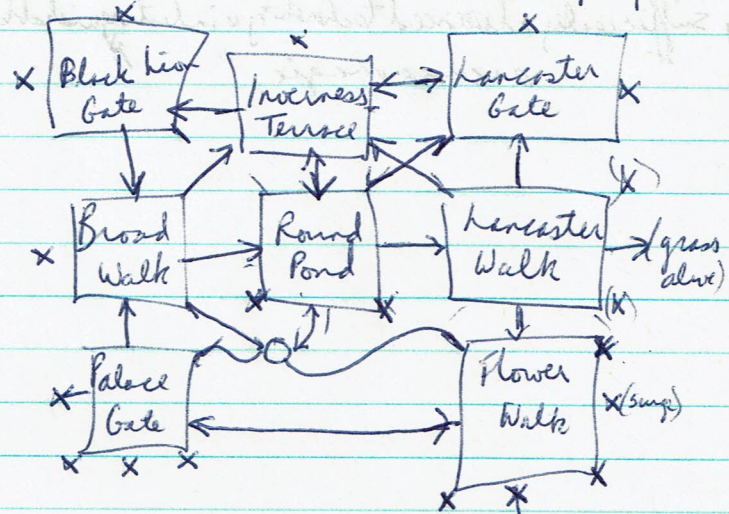 Black Lion
Gate
Inverness
Terrace
Lancaster
Gate
Broad
Walk
Round
Pond
Lancaster
Walk
(grass
alive)
Palace
Gate
Flower
Walk
(surge)